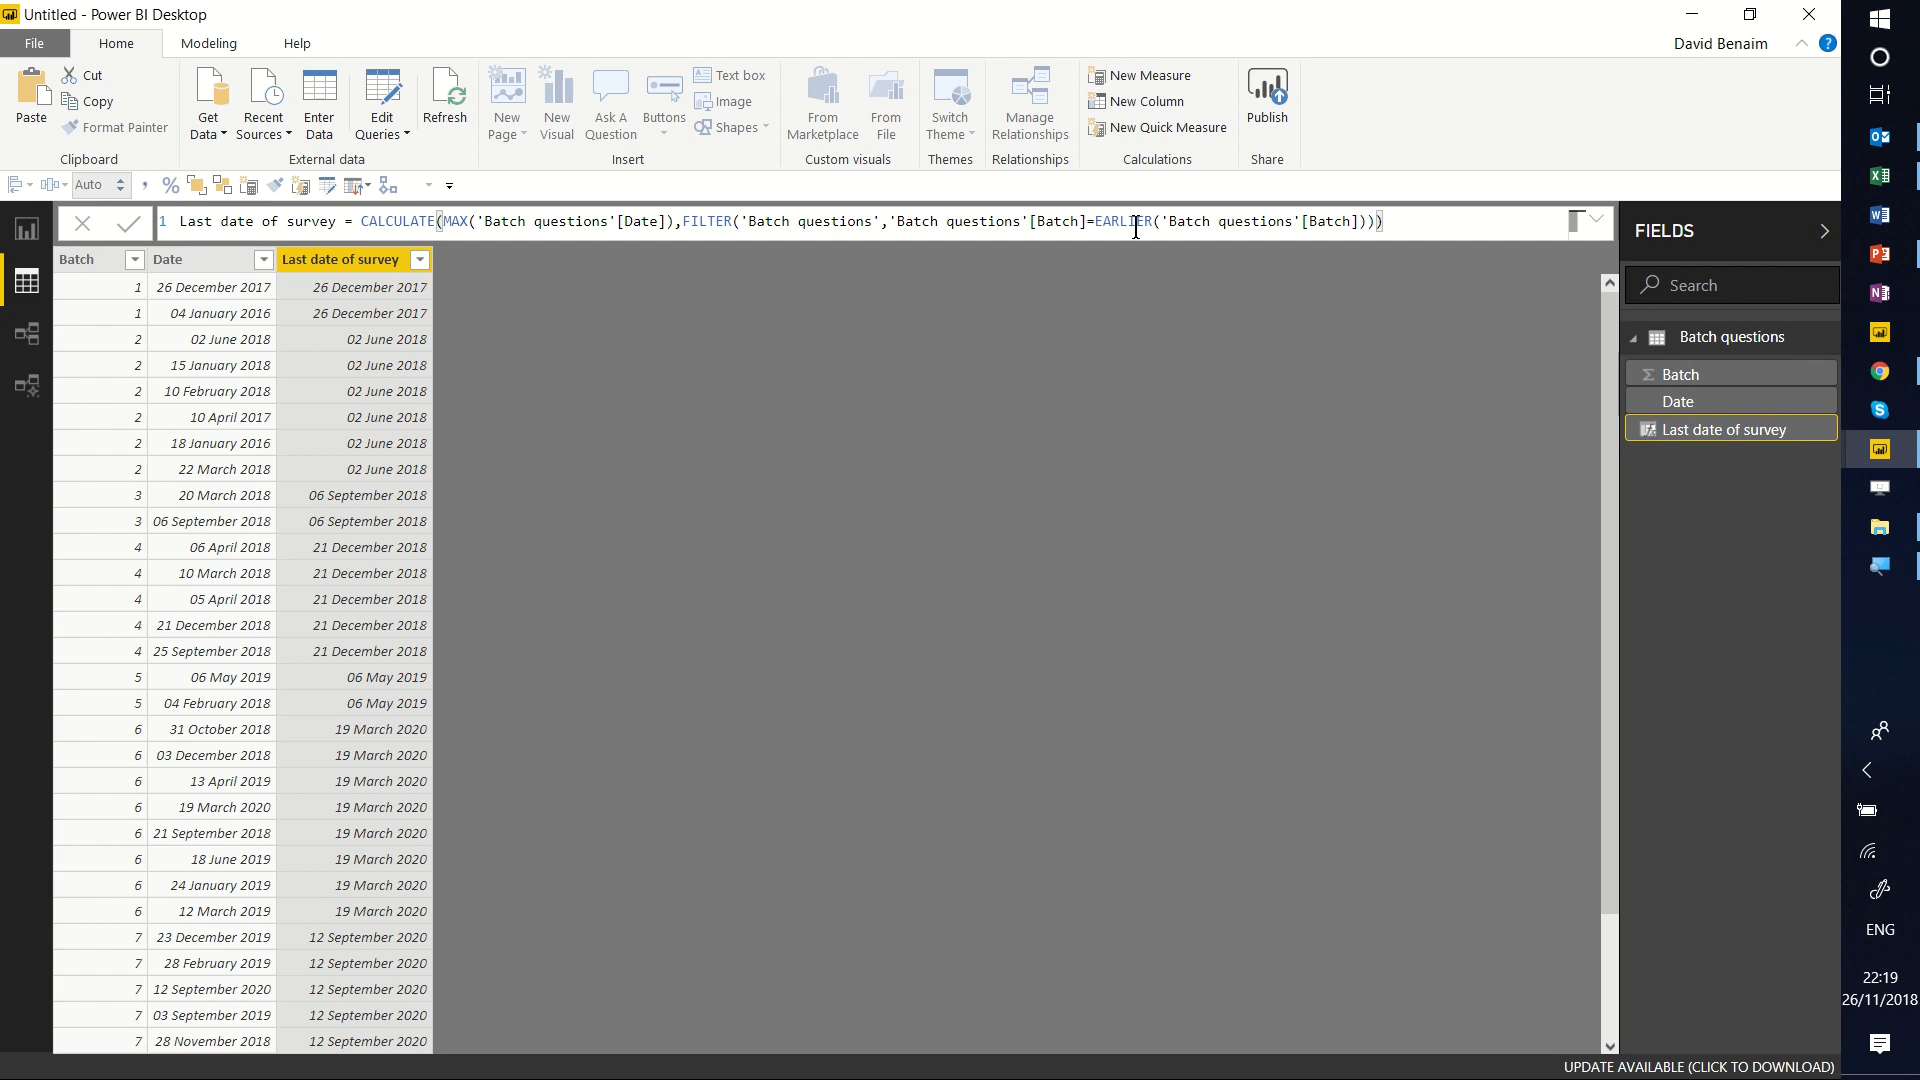 Untitled - Power BI Desktop
File Home Modeling Help David Benaim ?
Paste Cut Copy Format Painter
Clipboard
Get Data Recent Sources Enter Data Edit Queries Refresh
External data
New Page New Visual Ask A Question Buttons Text box Image Shapes
Insert
From Marketplace From File
Custom visuals
Switch Theme
Themes
Manage Relationships
Relationships
New Measure
New Column
New Quick Measure
Calculations
Publish
Share
Auto
1 Last date of survey = CALCULATE(MAX('Batch questions'[Date]),FILTER('Batch questions','Batch questions'[Batch]=EARLIER('Batch questions'[Batch])))
Batch Date Last date of survey
1 26 December 2017 26 December 2017
1 04 January 2016 26 December 2017
2 02 June 2018 02 June 2018
2 15 January 2018 02 June 2018
2 10 February 2018 02 June 2018
2 10 April 2017 02 June 2018
2 18 January 2016 02 June 2018
2 22 March 2018 02 June 2018
3 20 March 2018 06 September 2018
3 06 September 2018 06 September 2018
4 06 April 2018 21 December 2018
4 10 March 2018 21 December 2018
4 05 April 2018 21 December 2018
4 21 December 2018 21 December 2018
4 25 September 2018 21 December 2018
5 06 May 2019 06 May 2019
5 04 February 2018 06 May 2019
6 31 October 2018 19 March 2020
6 03 December 2018 19 March 2020
6 13 April 2019 19 March 2020
6 19 March 2020 19 March 2020
6 21 September 2018 19 March 2020
6 18 June 2019 19 March 2020
6 24 January 2019 19 March 2020
6 12 March 2019 19 March 2020
7 23 December 2019 12 September 2020
7 28 February 2019 12 September 2020
7 12 September 2020 12 September 2020
7 03 September 2019 12 September 2020
7 28 November 2018 12 September 2020
FIELDS
Search
Batch questions
Batch
Date
Last date of survey
UPDATE AVAILABLE (CLICK TO DOWNLOAD)
ENG
22:19
26/11/2018